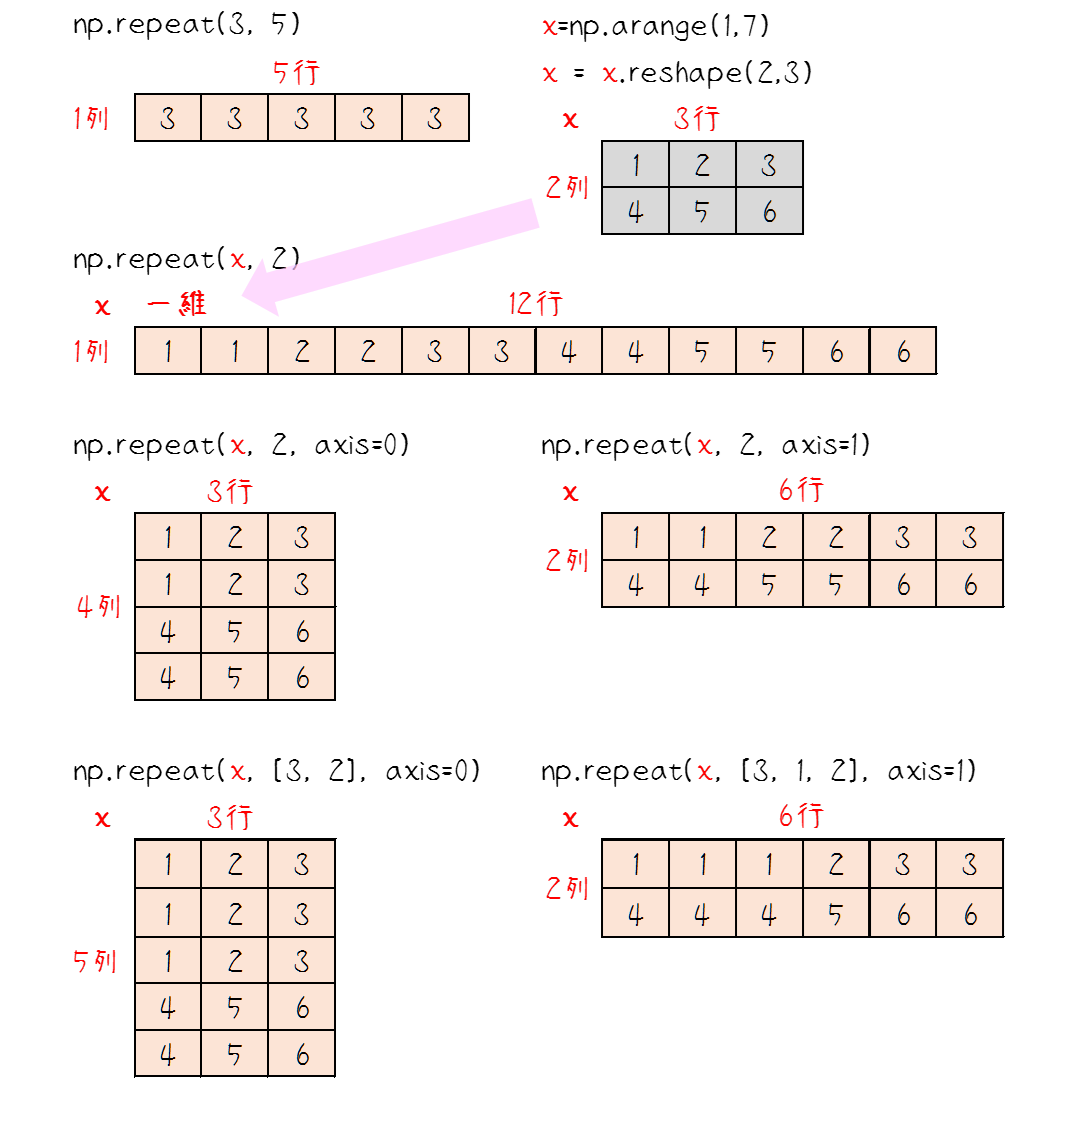 np.repeat(3, 5)
5行
1列 3 3 3 3 3
x=np.arange(1,7)
x = x.reshape(2,3)
x 3行
2列
1 2 3
4 5 6
np.repeat(x, 2)
x 一維 12行
1列 1 1 2 2 3 3 4 4 5 5 6 6
np.repeat(x, 2, axis=0)
x 3行
4列
1 2 3
1 2 3
4 5 6
4 5 6
np.repeat(x, 2, axis=1)
x 6行
2列
1 1 2 2 3 3
4 4 5 5 6 6
np.repeat(x, [3, 2], axis=0)
x 3行
5列
1 2 3
1 2 3
1 2 3
4 5 6
4 5 6
np.repeat(x, [3, 1, 2], axis=1)
x 6行
2列
1 1 1 2 3 3
4 4 4 5 6 6